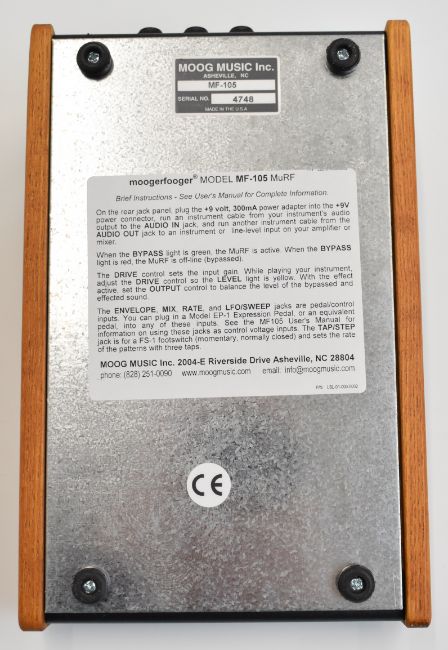 MOOG MUSIC Inc.
ASHEVILLE, NC
MF-105
SERIAL NO. 4748
MADE IN THE U.S.A
moogerfooger® MODEL MF-105 MuRF
Brief Instructions - See User's Manual for Complete Information.
On the rear jack panel, plug the +9 volt, 300mA power adapter into the +9V
power connector, run an instrument cable from your instrument's audio
output to the AUDIO IN jack, and run another instrument cable from the
AUDIO OUT jack to an instrument or line-level input on your amplifier or
mixer.
When the BYPASS light is green, the MuRF is active. When the BYPASS
light is red, the MuRF is off-line (bypassed).
The DRIVE control sets the input gain. While playing your instrument,
adjust the DRIVE control so the LEVEL light is yellow. With the effect
active, set the OUTPUT control to balance the level of the bypassed and
effected sound.
The ENVELOPE, MIX, RATE, and LFO/SWEEP jacks are pedal/control
inputs. You can plug in a Model EP-1 Expression Pedal, or an equivalent
pedal, into any of these inputs. See the MF105 User's Manual for
information on using these jacks as control voltage inputs. The TAP/STEP
jack is for a FS-1 footswitch (momentary, normally closed) and sets the rate
of the patterns with three taps.
MOOG MUSIC Inc. 2004-E Riverside Drive Asheville, NC 28804
phone: (828) 251-0090 www.moogmusic.com email: info@moogmusic.com
CE